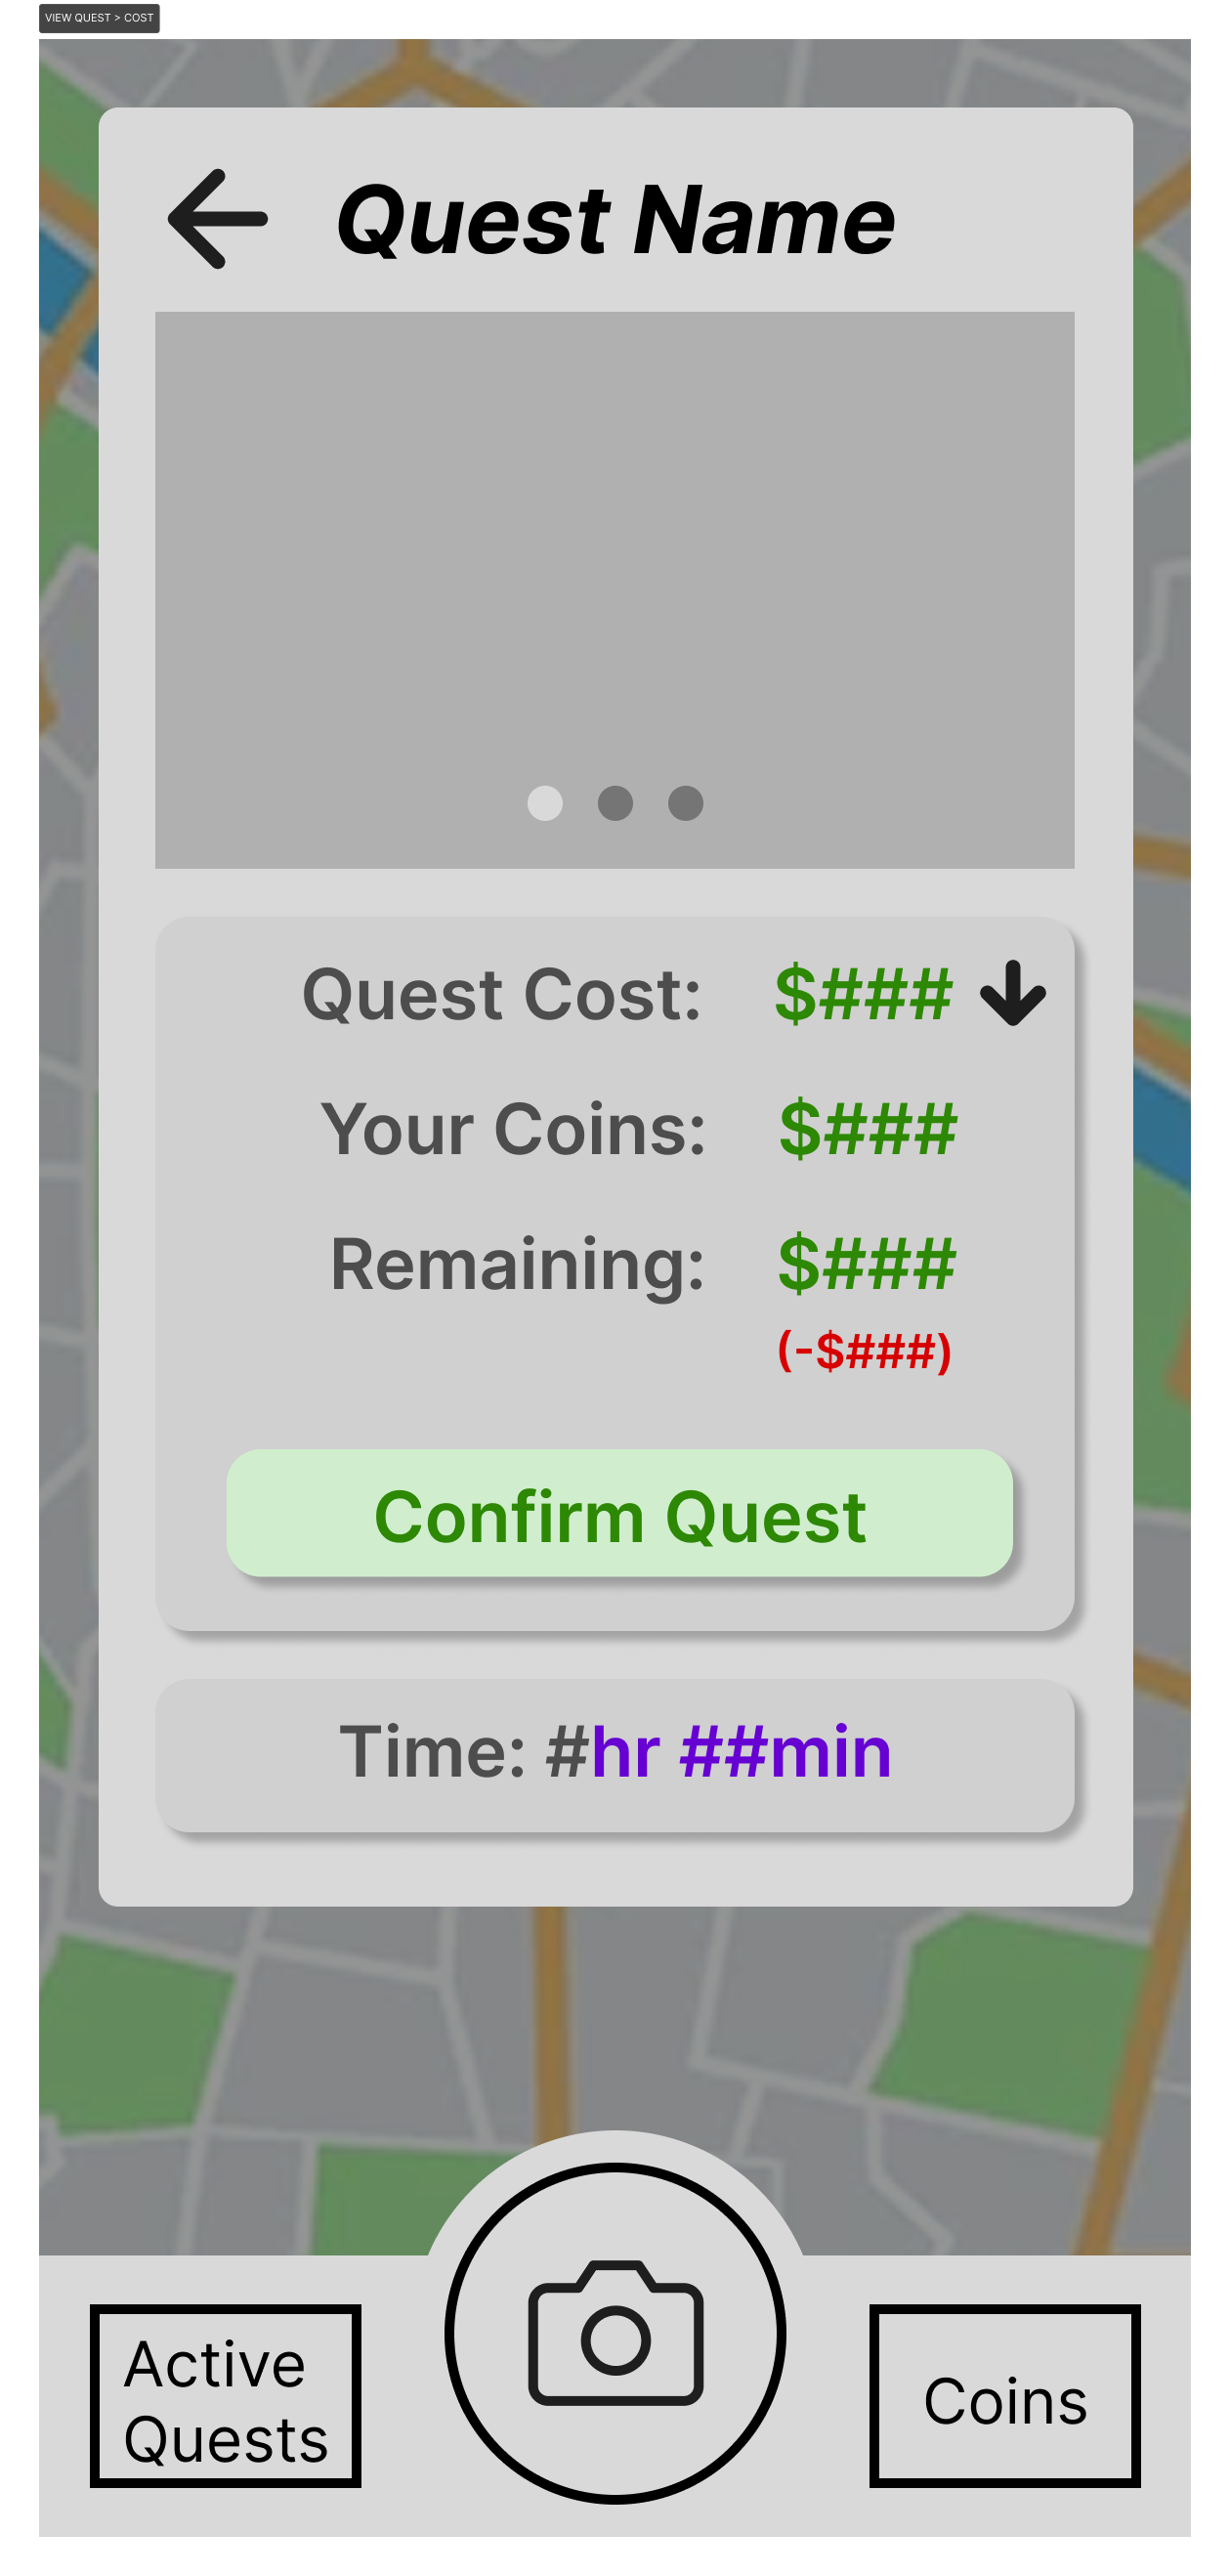 VIEW QUEST > COST
Quest Name
Quest Cost: $###
Your Coins: $###
Remaining: $###
(-$###)
Confirm Quest
Time: #hr ##min
Active
Quests
Coins